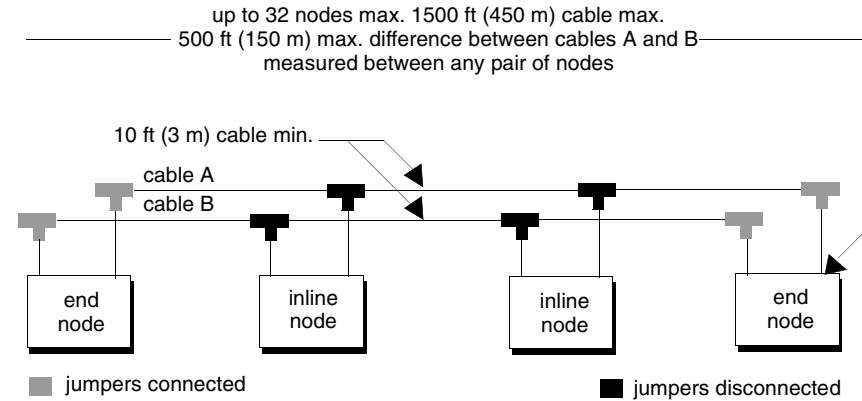 up to 32 nodes max. 1500 ft (450 m) cable max.
500 ft (150 m) max. difference between cables A and B
measured between any pair of nodes
10 ft (3 m) cable min.
cable A
cable B
end
node
inline
node
inline
node
end
node
jumpers connected
jumpers disconnected